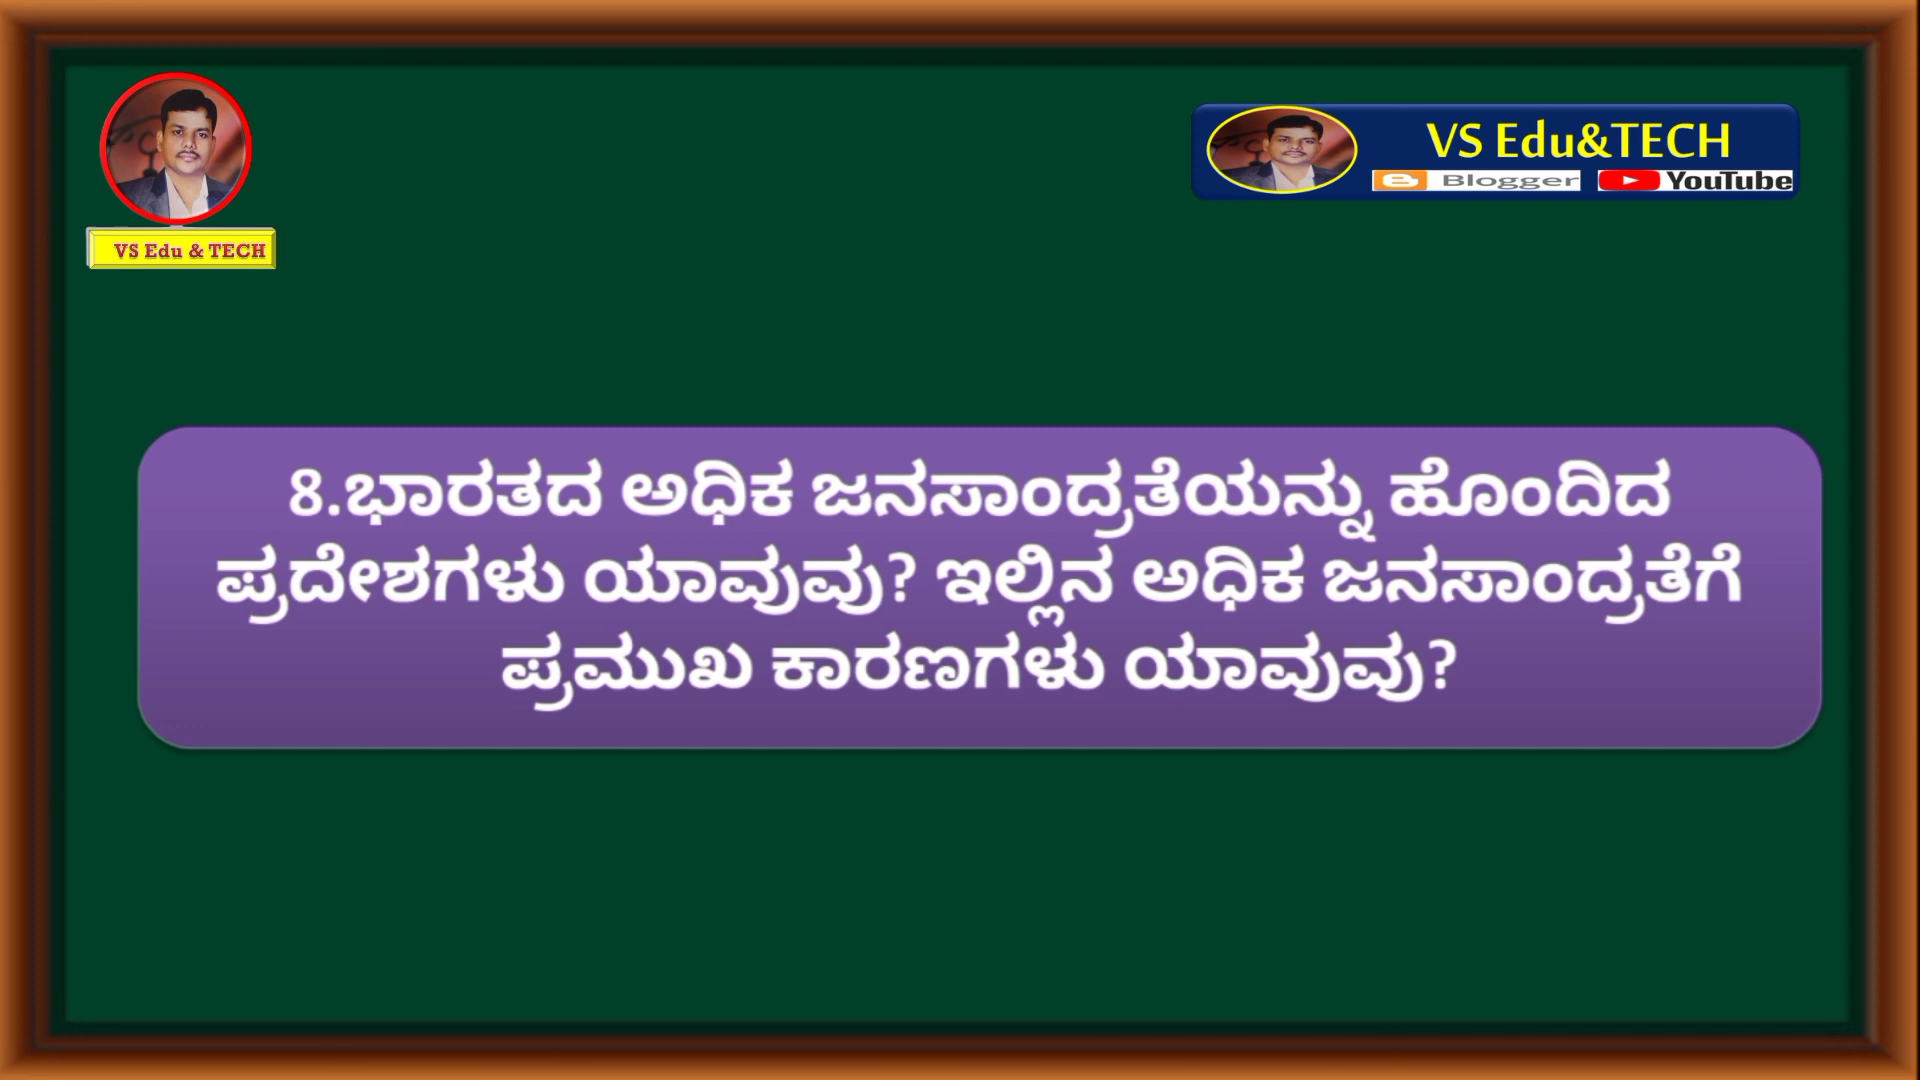 VS Edu & TECH
VS Edu&TECH
Blogger YouTube
8.ಭಾರತದ ಅಧಿಕ ಜನಸಾಂದ್ರತೆಯನ್ನು ಹೊಂದಿದ
ಪ್ರದೇಶಗಳು ಯಾವುವು? ಇಲ್ಲಿನ ಅಧಿಕ ಜನಸಾಂದ್ರತೆಗೆ
ಪ್ರಮುಖ ಕಾರಣಗಳು ಯಾವುವು?